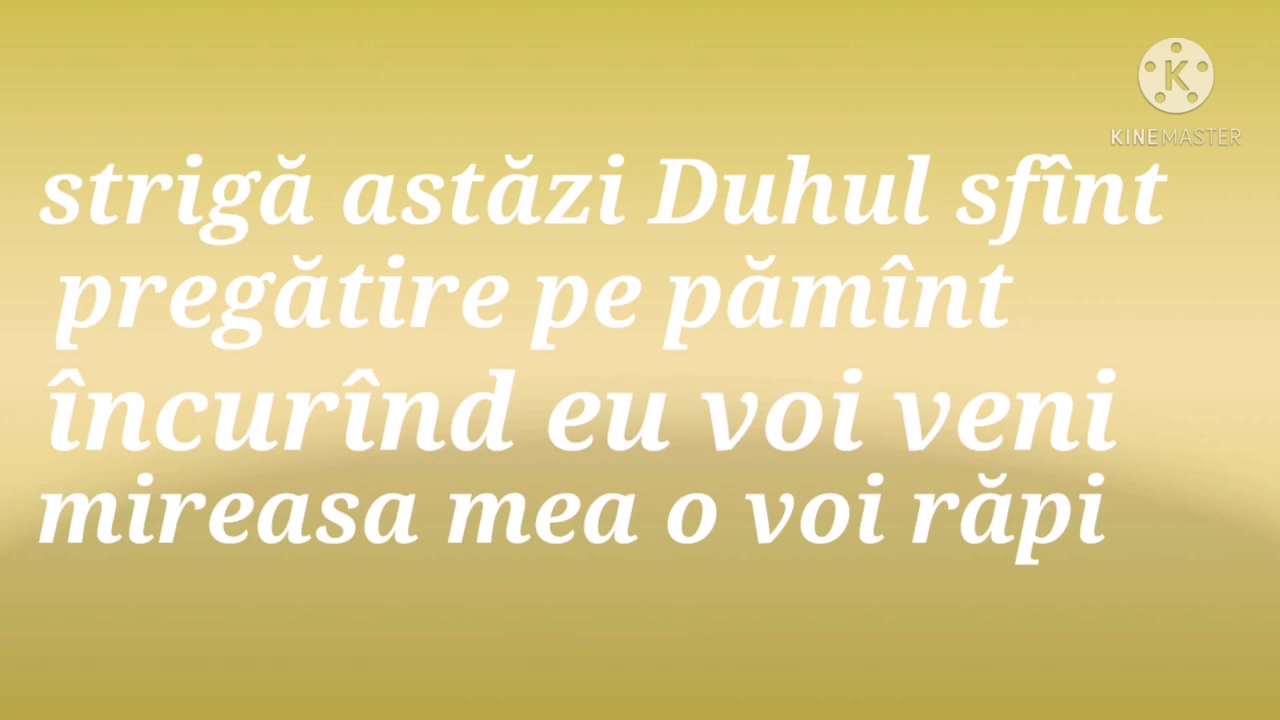 KINEMASTER
strigă astăzi Duhul sfînt
pregătire pe pămînt
încurînd eu voi veni
mireasa mea o voi răpi